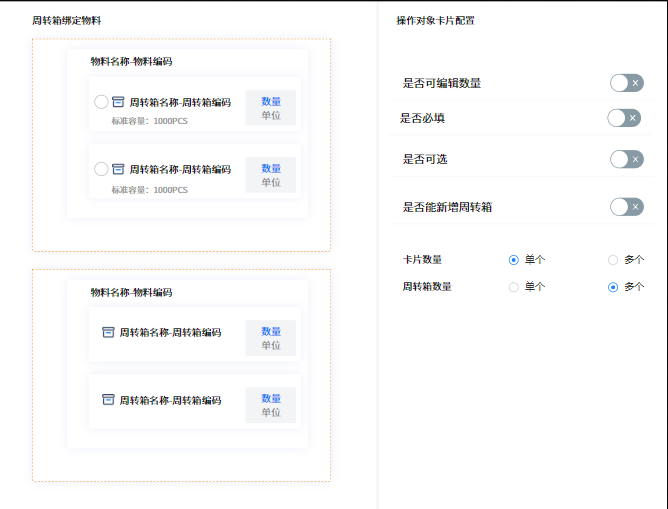 周转箱绑定物料
物料名称-物料编码
周转箱名称-周转箱编码
标准容量：1000PCS
数量
单位
周转箱名称-周转箱编码
标准容量：1000PCS
数量
单位
物料名称-物料编码
周转箱名称-周转箱编码
数量
单位
周转箱名称-周转箱编码
数量
单位
操作对象卡片配置
是否可编辑数量
是否必填
是否可选
是否能新增周转箱
卡片数量 单个 多个
周转箱数量 单个 多个